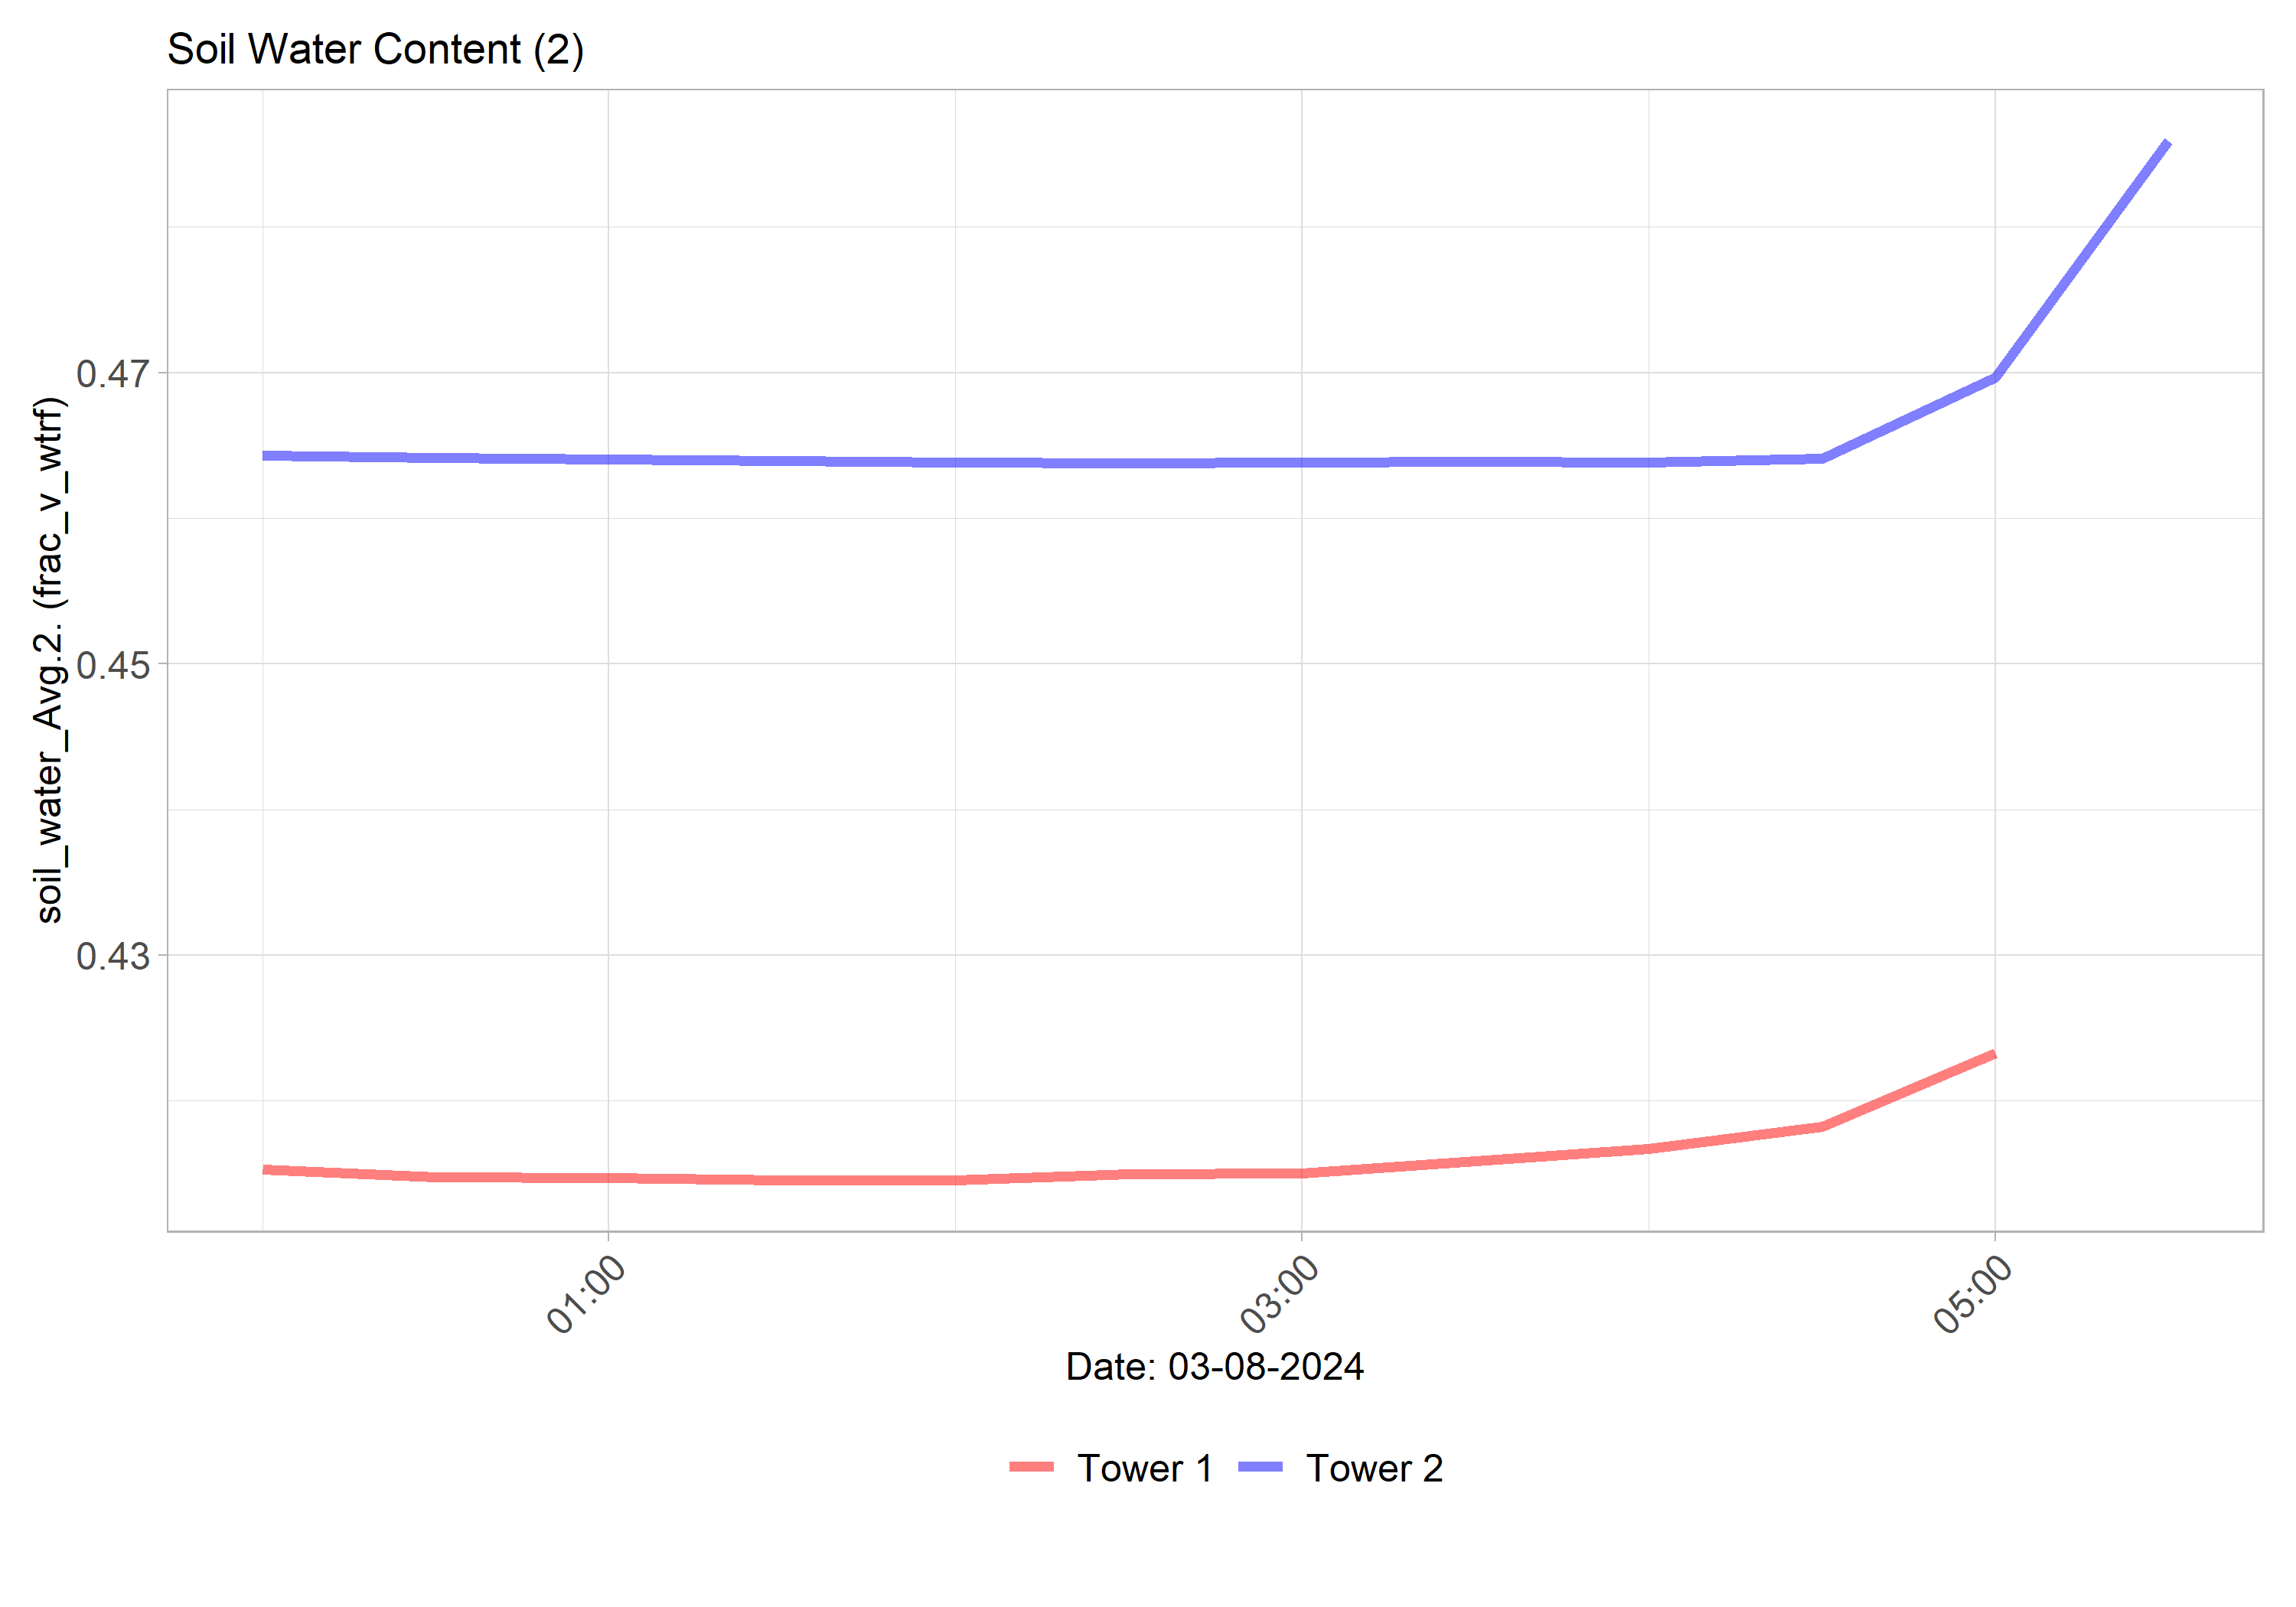 Soil Water Content (2)
soil_water_Avg.2. (frac_v_wtrf)
0.47
0.45
0.43
01:00
03:00
05:00
Date: 03-08-2024
Tower 1
Tower 2